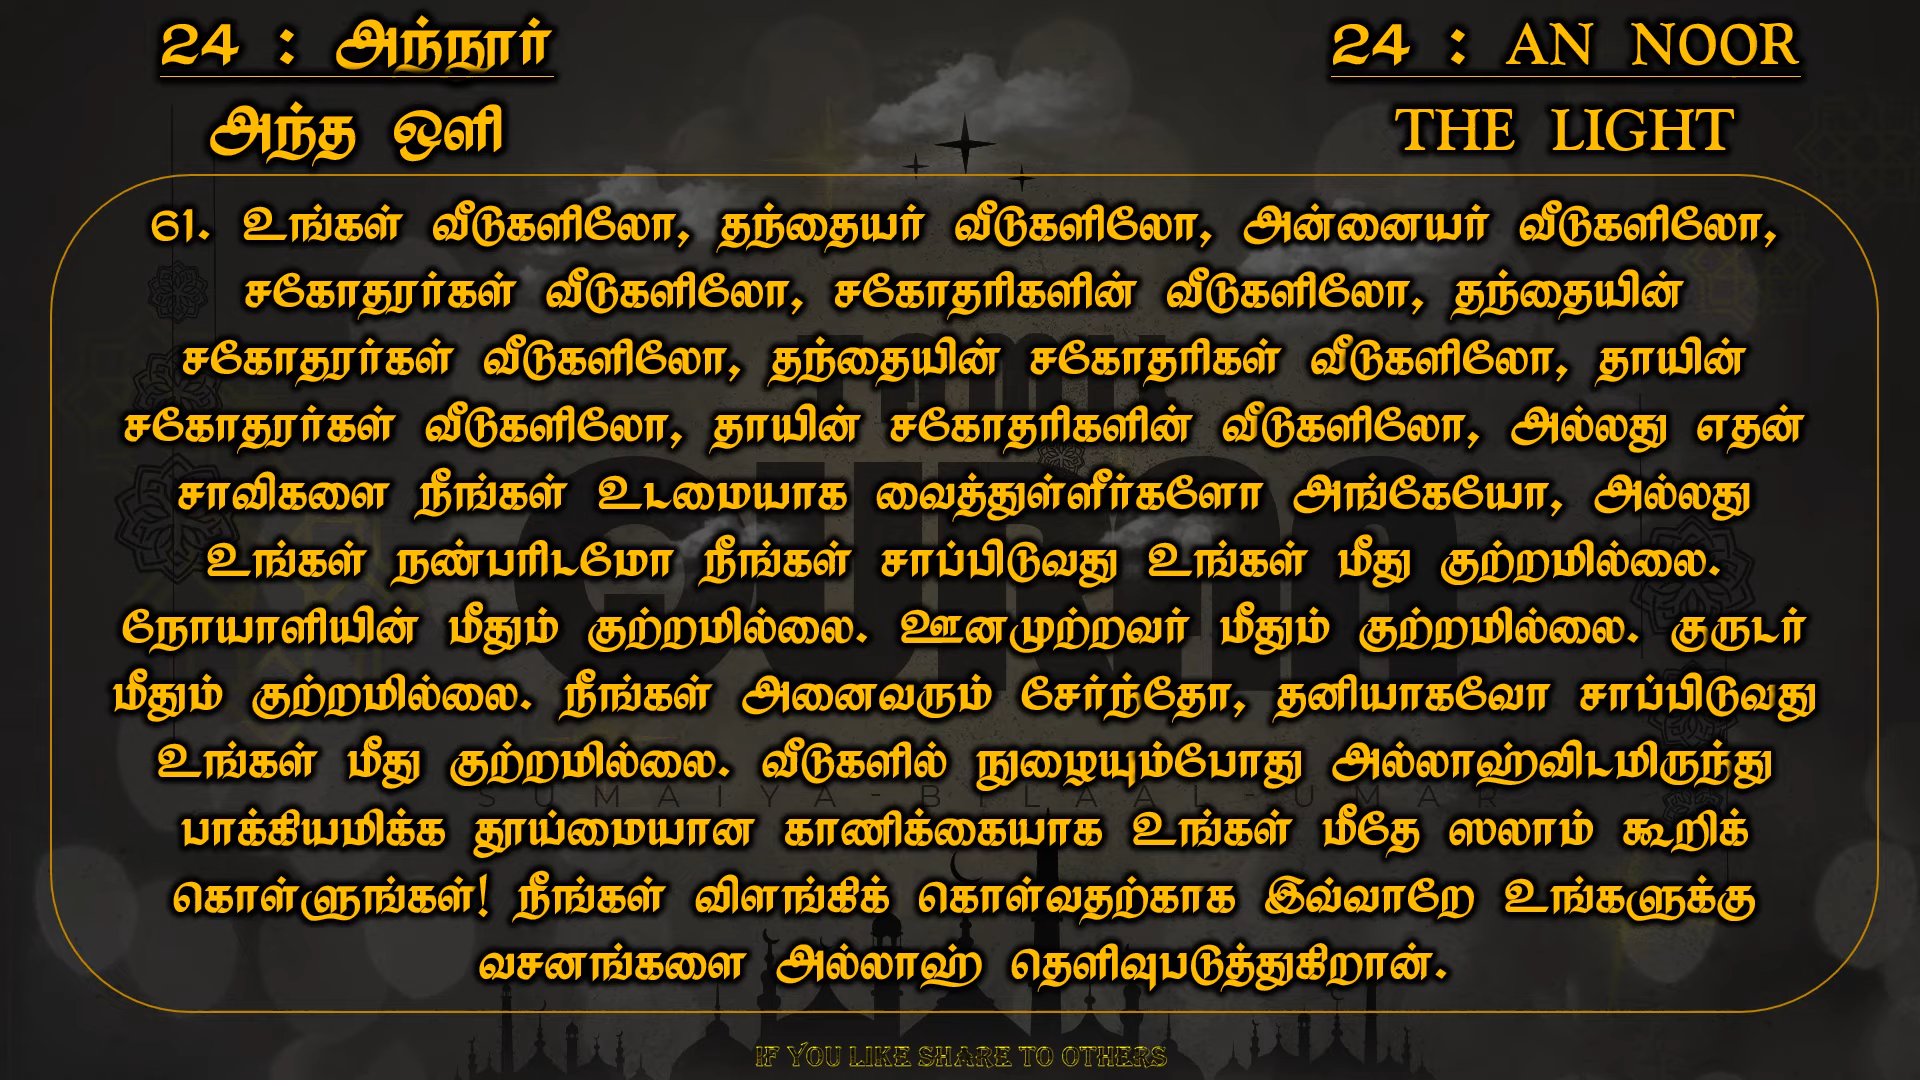 24 : அந்நூர்
அந்த ஒளி
24 : AN NOOR
THE LIGHT
61. உங்கள் வீடுகளிலோ, தந்தையர் வீடுகளிலோ, அன்னையர் வீடுகளிலோ,
சகோதரர்கள் வீடுகளிலோ, சகோதரிகளின் வீடுகளிலோ, தந்தையின்
சகோதரர்கள் வீடுகளிலோ, தந்தையின் சகோதரிகள் வீடுகளிலோ, தாயின்
சகோதரர்கள் வீடுகளிலோ, தாயின் சகோதரிகளின் வீடுகளிலோ, அல்லது எதன்
சாவிகளை நீங்கள் உடமையாக வைத்துள்ளீர்களோ அங்கேயோ, அல்லது
உங்கள் நண்பரிடமோ நீங்கள் சாப்பிடுவது உங்கள் மீது குற்றமில்லை.
நோயாளியின் மீதும் குற்றமில்லை. ஊனமுற்றவர் மீதும் குற்றமில்லை. குருடர்
மீதும் குற்றமில்லை. நீங்கள் அனைவரும் சேர்ந்தோ, தனியாகவோ சாப்பிடுவது
உங்கள் மீது குற்றமில்லை. வீடுகளில் நுழையும்போது அல்லாஹ்விடமிருந்து
பாக்கியமிக்க தூய்மையான காணிக்கையாக உங்கள் மீதே ஸலாம் கூறிக்
கொள்ளுங்கள்! நீங்கள் விளங்கிக் கொள்வதற்காக இவ்வாறே உங்களுக்கு
வசனங்களை அல்லாஹ் தெளிவுபடுத்துகிறான்.
TAMIL
QURAN
SUMAIYA-BILAAL-UMAR
IF YOU LIKE SHARE TO OTHERS